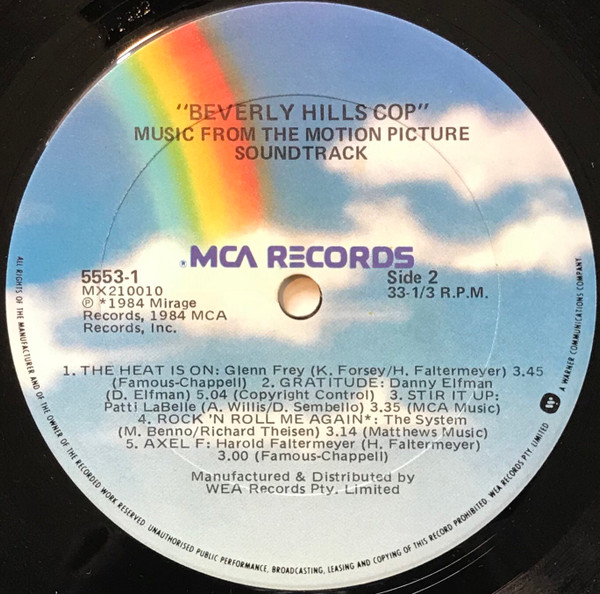 "BEVERLY HILLS COP"
MUSIC FROM THE MOTION PICTURE
SOUNDTRACK
® MCA RECORDS
5553-1
MX210010
℗ *1984 Mirage
Records, 1984 MCA
Records, Inc.
Side 2
33-1/3 R.P.M.
1. THE HEAT IS ON: Glenn Frey (K. Forsey/H. Faltermeyer) 3.45
(Famous-Chappell) 2. GRATITUDE: Danny Elfman
(D. Elfman) 5.04 (Copyright Control) 3. STIR IT UP:
Patti LaBelle (A. Willis/D. Sembello) 3.35 (MCA Music)
4. ROCK 'N ROLL ME AGAIN*: The System
(M. Benno/Richard Theisen) 3.14 (Matthews Music)
5. AXEL F: Harold Faltermeyer (H. Faltermeyer)
3.00 (Famous-Chappell)
Manufactured & Distributed by
WEA Records Pty. Limited
ALL RIGHTS OF THE MANUFACTURER AND OF THE OWNER OF THE RECORDED WORK RESERVED UNAUTHORISED PUBLIC PERFORMANCE, BROADCASTING, LEASING AND COPYING OF THIS RECORD PROHIBITED. WEA RECORDS PTY. LIMITED
A WARNER COMMUNICATIONS COMPANY.